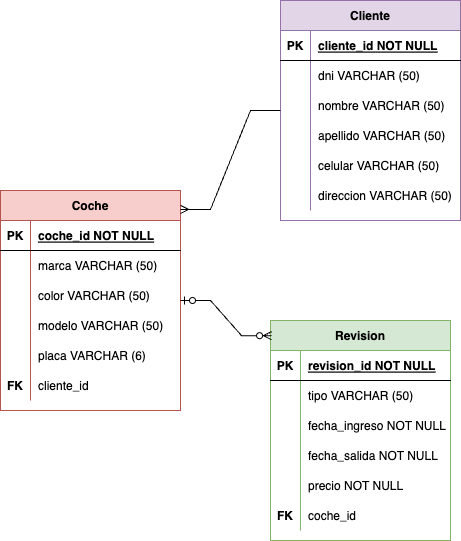 Cliente
PK cliente_id NOT NULL
dni VARCHAR (50)
nombre VARCHAR (50)
apellido VARCHAR (50)
celular VARCHAR (50)
direccion VARCHAR (50)
Coche
PK coche_id NOT NULL
marca VARCHAR (50)
color VARCHAR (50)
modelo VARCHAR (50)
placa VARCHAR (6)
FK cliente_id
Revision
PK revision_id NOT NULL
tipo VARCHAR (50)
fecha_ingreso NOT NULL
fecha_salida NOT NULL
precio NOT NULL
FK coche_id